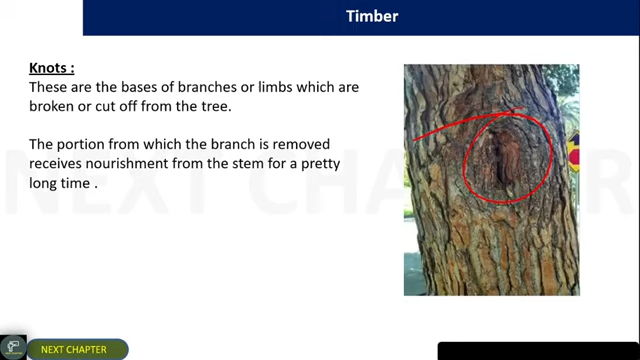 Timber
Knots :
These are the bases of branches or limbs which are
broken or cut off from the tree.
The portion from which the branch is removed
receives nourishment from the stem for a pretty
long time .
NEXT CHAPTER
NEXT CHAPTER